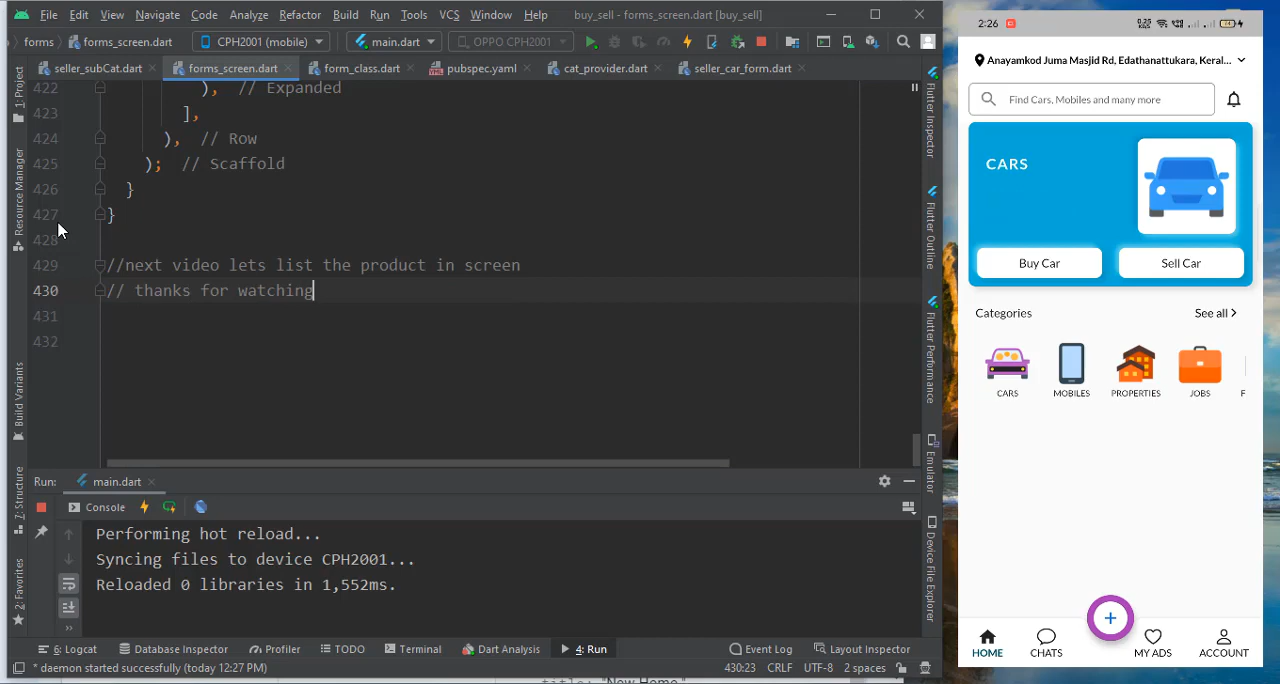 File Edit View Navigate Code Analyze Refactor Build Run Tools VCS Window Help buy_sell - forms_screen.dart [buy_sell]
forms forms_screen.dart CPH2001 (mobile) main.dart OPPO CPH2001
seller_subCat.dart forms_screen.dart form_class.dart pubspec.yaml cat_provider.dart seller_car_form.dart
422 ), // Expanded
423 ],
424 ), // Row
425 ); // Scaffold
426 }
427 }
428
429 //next video lets list the product in screen
430 // thanks for watching
431
432
1: Project
Resource Manager
Build Variants
Z: Structure
2: Favorites
Flutter Inspector
Flutter Outline
Flutter Performance
Emulator
Device File Explorer
Run: main.dart
Console
Performing hot reload...
Syncing files to device CPH2001...
Reloaded 0 libraries in 1,552ms.
6: Logcat Database Inspector Profiler TODO Terminal Dart Analysis 4: Run Event Log Layout Inspector
* daemon started successfully (today 12:27 PM) 430:23 CRLF UTF-8 2 spaces
title: "New Home."
2:26
Anayamkod Juma Masjid Rd, Edathanattukara, Keral...
Find Cars, Mobiles and many more
CARS
Buy Car Sell Car
Categories See all
CARS MOBILES PROPERTIES JOBS F
+
HOME CHATS MY ADS ACCOUNT